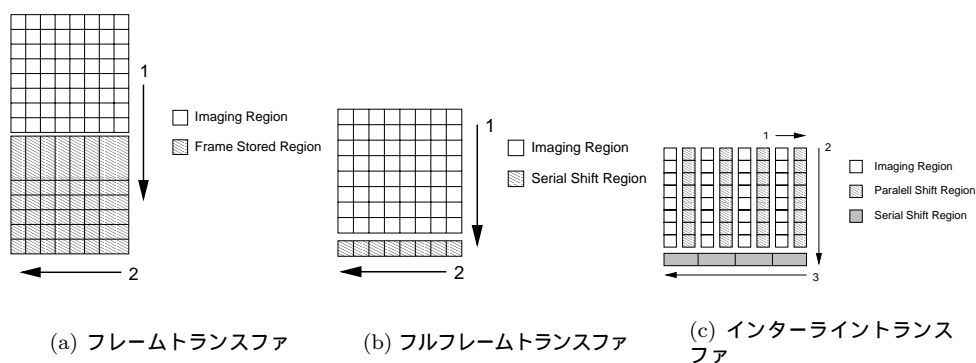 1
Imaging Region
Frame Stored Region
2
(a) フレームトランスファ
1
Imaging Region
Serial Shift Region
2
(b) フルフレームトランスファ
1
2
Imaging Region
Paralell Shift Region
Serial Shift Region
3
(c) インターライントランス
ファ